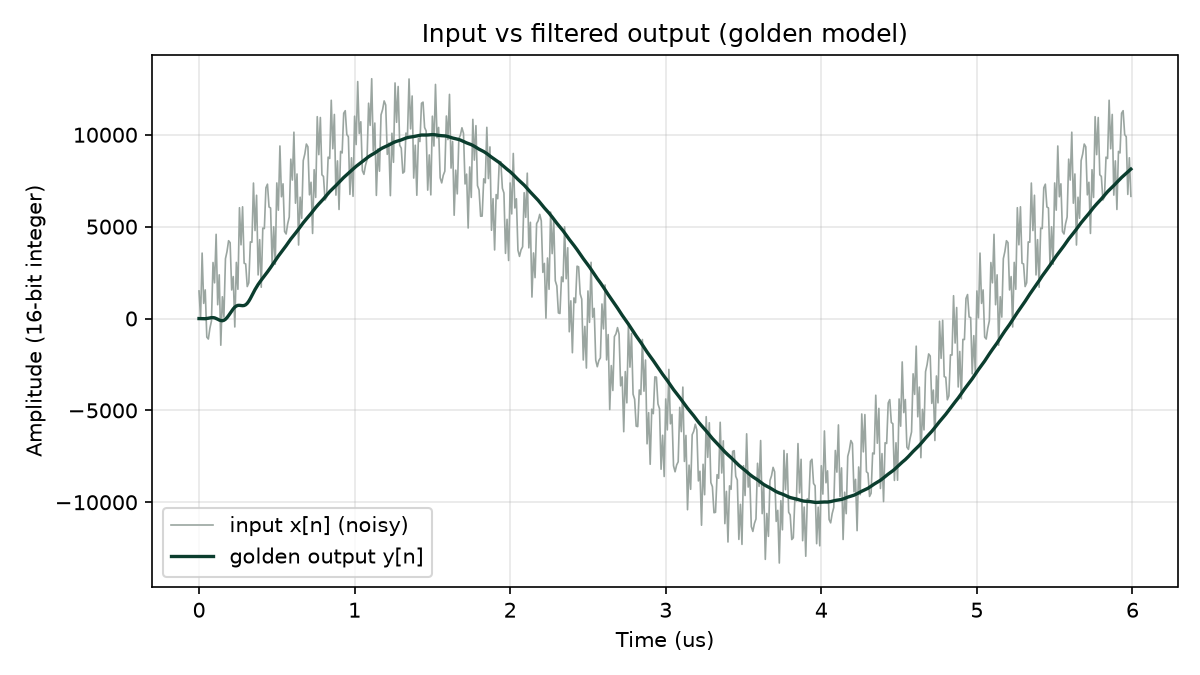 Input vs filtered output (golden model)
Amplitude (16-bit integer)
10000
5000
0
−5000
−10000
input x[n] (noisy)
golden output y[n]
0 1 2 3 4 5 6
Time (us)